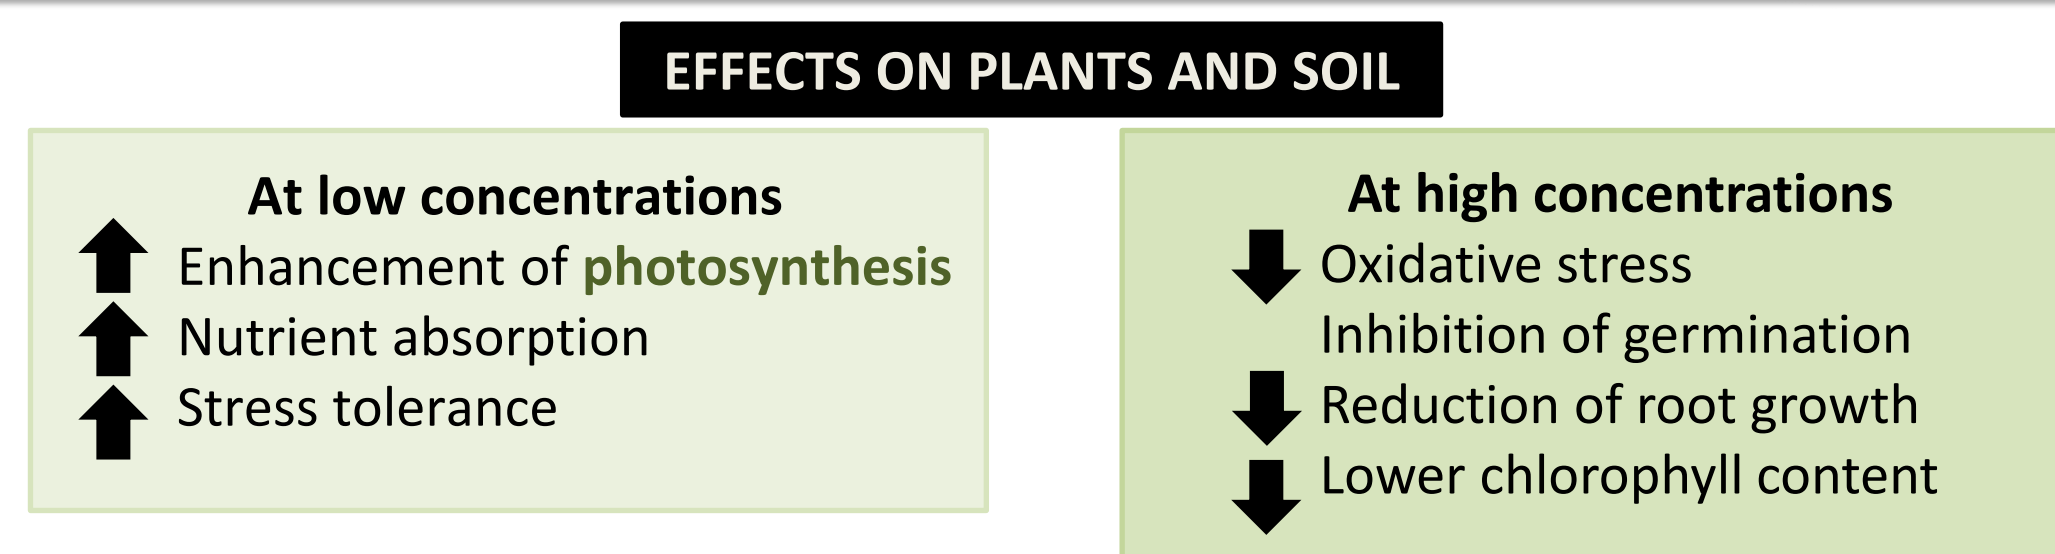 EFFECTS ON PLANTS AND SOIL
At low concentrations
Enhancement of photosynthesis
Nutrient absorption
Stress tolerance
At high concentrations
Oxidative stress
Inhibition of germination
Reduction of root growth
Lower chlorophyll content